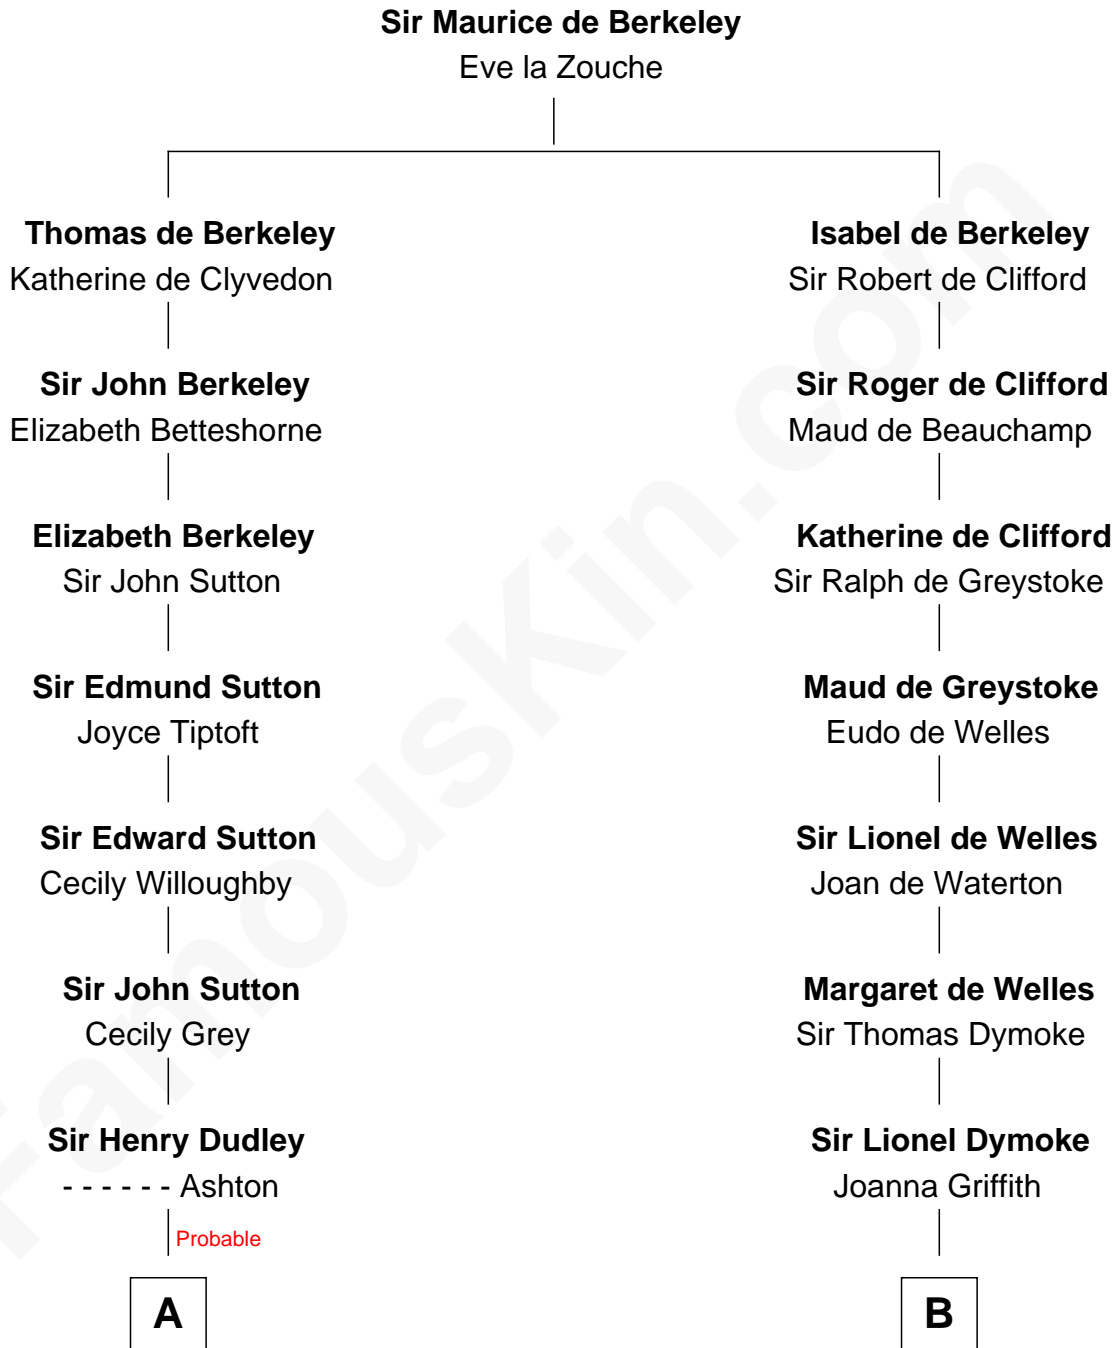 Sir Maurice de Berkeley
Eve la Zouche
Thomas de Berkeley
Katherine de Clyvedon
Sir John Berkeley
Elizabeth Betteshorne
Elizabeth Berkeley
Sir John Sutton
Sir Edmund Sutton
Joyce Tiptoft
Sir Edward Sutton
Cecily Willoughby
Sir John Sutton
Cecily Grey
Sir Henry Dudley
- - - - - - Ashton
Probable
A
Isabel de Berkeley
Sir Robert de Clifford
Sir Roger de Clifford
Maud de Beauchamp
Katherine de Clifford
Sir Ralph de Greystoke
Maud de Greystoke
Eudo de Welles
Sir Lionel de Welles
Joan de Waterton
Margaret de Welles
Sir Thomas Dymoke
Sir Lionel Dymoke
Joanna Griffith
B
FamousKin.com